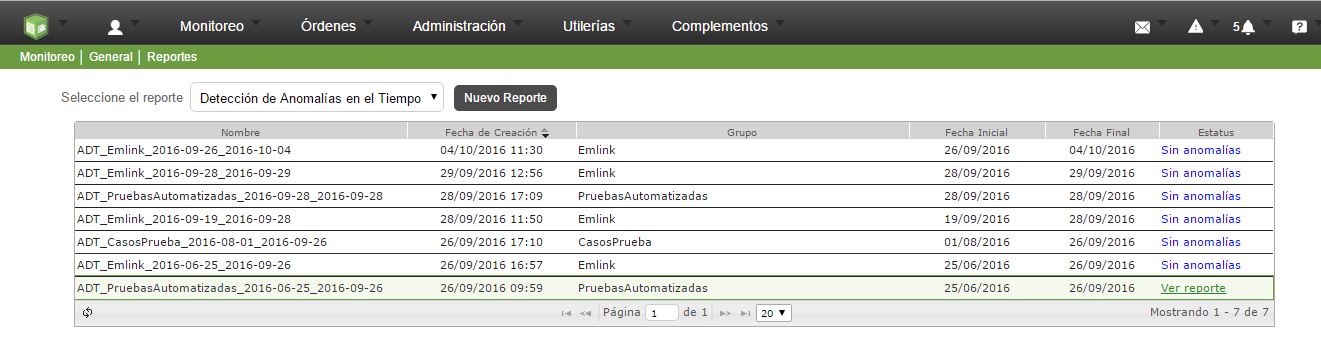 Monitoreo Órdenes Administración Utilerías Complementos 5 ?
Monitoreo | General | Reportes
Seleccione el reporte Detección de Anomalías en el Tiempo Nuevo Reporte
Nombre Fecha de Creación Grupo Fecha Inicial Fecha Final Estatus
ADT_Emlink_2016-09-26_2016-10-04 04/10/2016 11:30 Emlink 26/09/2016 04/10/2016 Sin anomalías
ADT_Emlink_2016-09-28_2016-09-29 29/09/2016 12:56 Emlink 28/09/2016 29/09/2016 Sin anomalías
ADT_PruebasAutomatizadas_2016-09-28_2016-09-28 28/09/2016 17:09 PruebasAutomatizadas 28/09/2016 28/09/2016 Sin anomalías
ADT_Emlink_2016-09-19_2016-09-28 28/09/2016 11:50 Emlink 19/09/2016 28/09/2016 Sin anomalías
ADT_CasosPrueba_2016-08-01_2016-09-26 26/09/2016 17:10 CasosPrueba 01/08/2016 26/09/2016 Sin anomalías
ADT_Emlink_2016-06-25_2016-09-26 26/09/2016 16:57 Emlink 25/06/2016 26/09/2016 Sin anomalías
ADT_PruebasAutomatizadas_2016-06-25_2016-09-26 26/09/2016 09:59 PruebasAutomatizadas 25/06/2016 26/09/2016 Ver reporte
Página 1 de 1 20 Mostrando 1 - 7 de 7